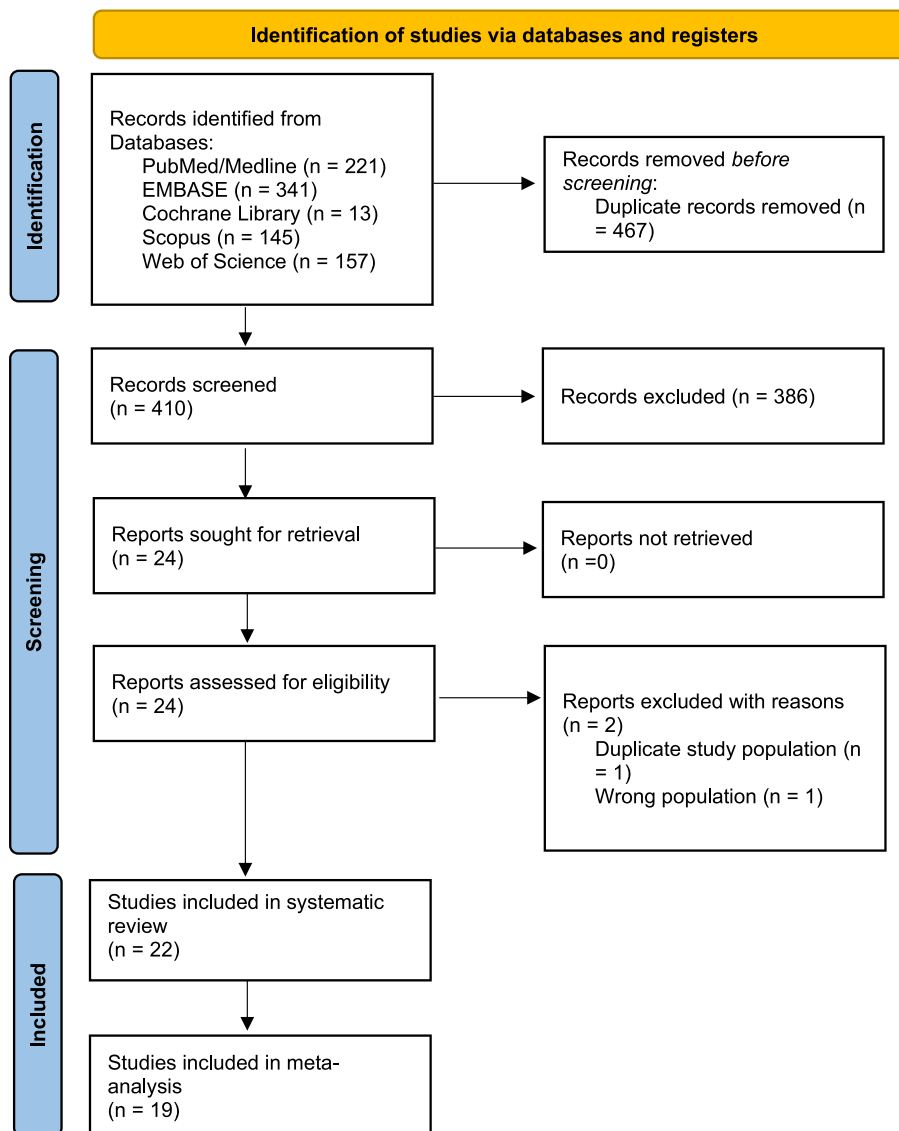 Identification of studies via databases and registers
Identification
Records identified from
Databases:
PubMed/Medline (n = 221)
EMBASE (n = 341)
Cochrane Library (n = 13)
Scopus (n = 145)
Web of Science (n = 157)
Records removed before
screening:
Duplicate records removed (n
= 467)
Screening
Records screened
(n = 410)
Records excluded (n = 386)
Reports sought for retrieval
(n = 24)
Reports not retrieved
(n =0)
Reports assessed for eligibility
(n = 24)
Reports excluded with reasons
(n = 2)
Duplicate study population (n
= 1)
Wrong population (n = 1)
Included
Studies included in systematic
review
(n = 22)
Studies included in meta-
analysis
(n = 19)